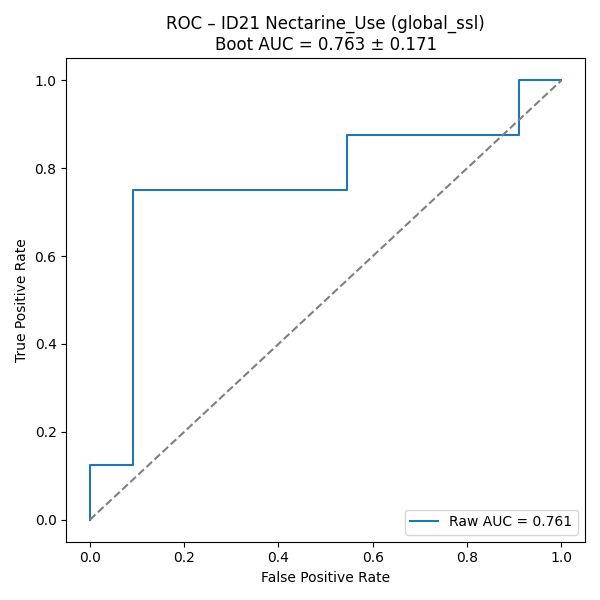 ROC – ID21 Nectarine_Use (global_ssl)
Boot AUC = 0.763 ± 0.171
True Positive Rate
1.0
0.8
0.6
0.4
0.2
0.0
Raw AUC = 0.761
0.0 0.2 0.4 0.6 0.8 1.0
False Positive Rate